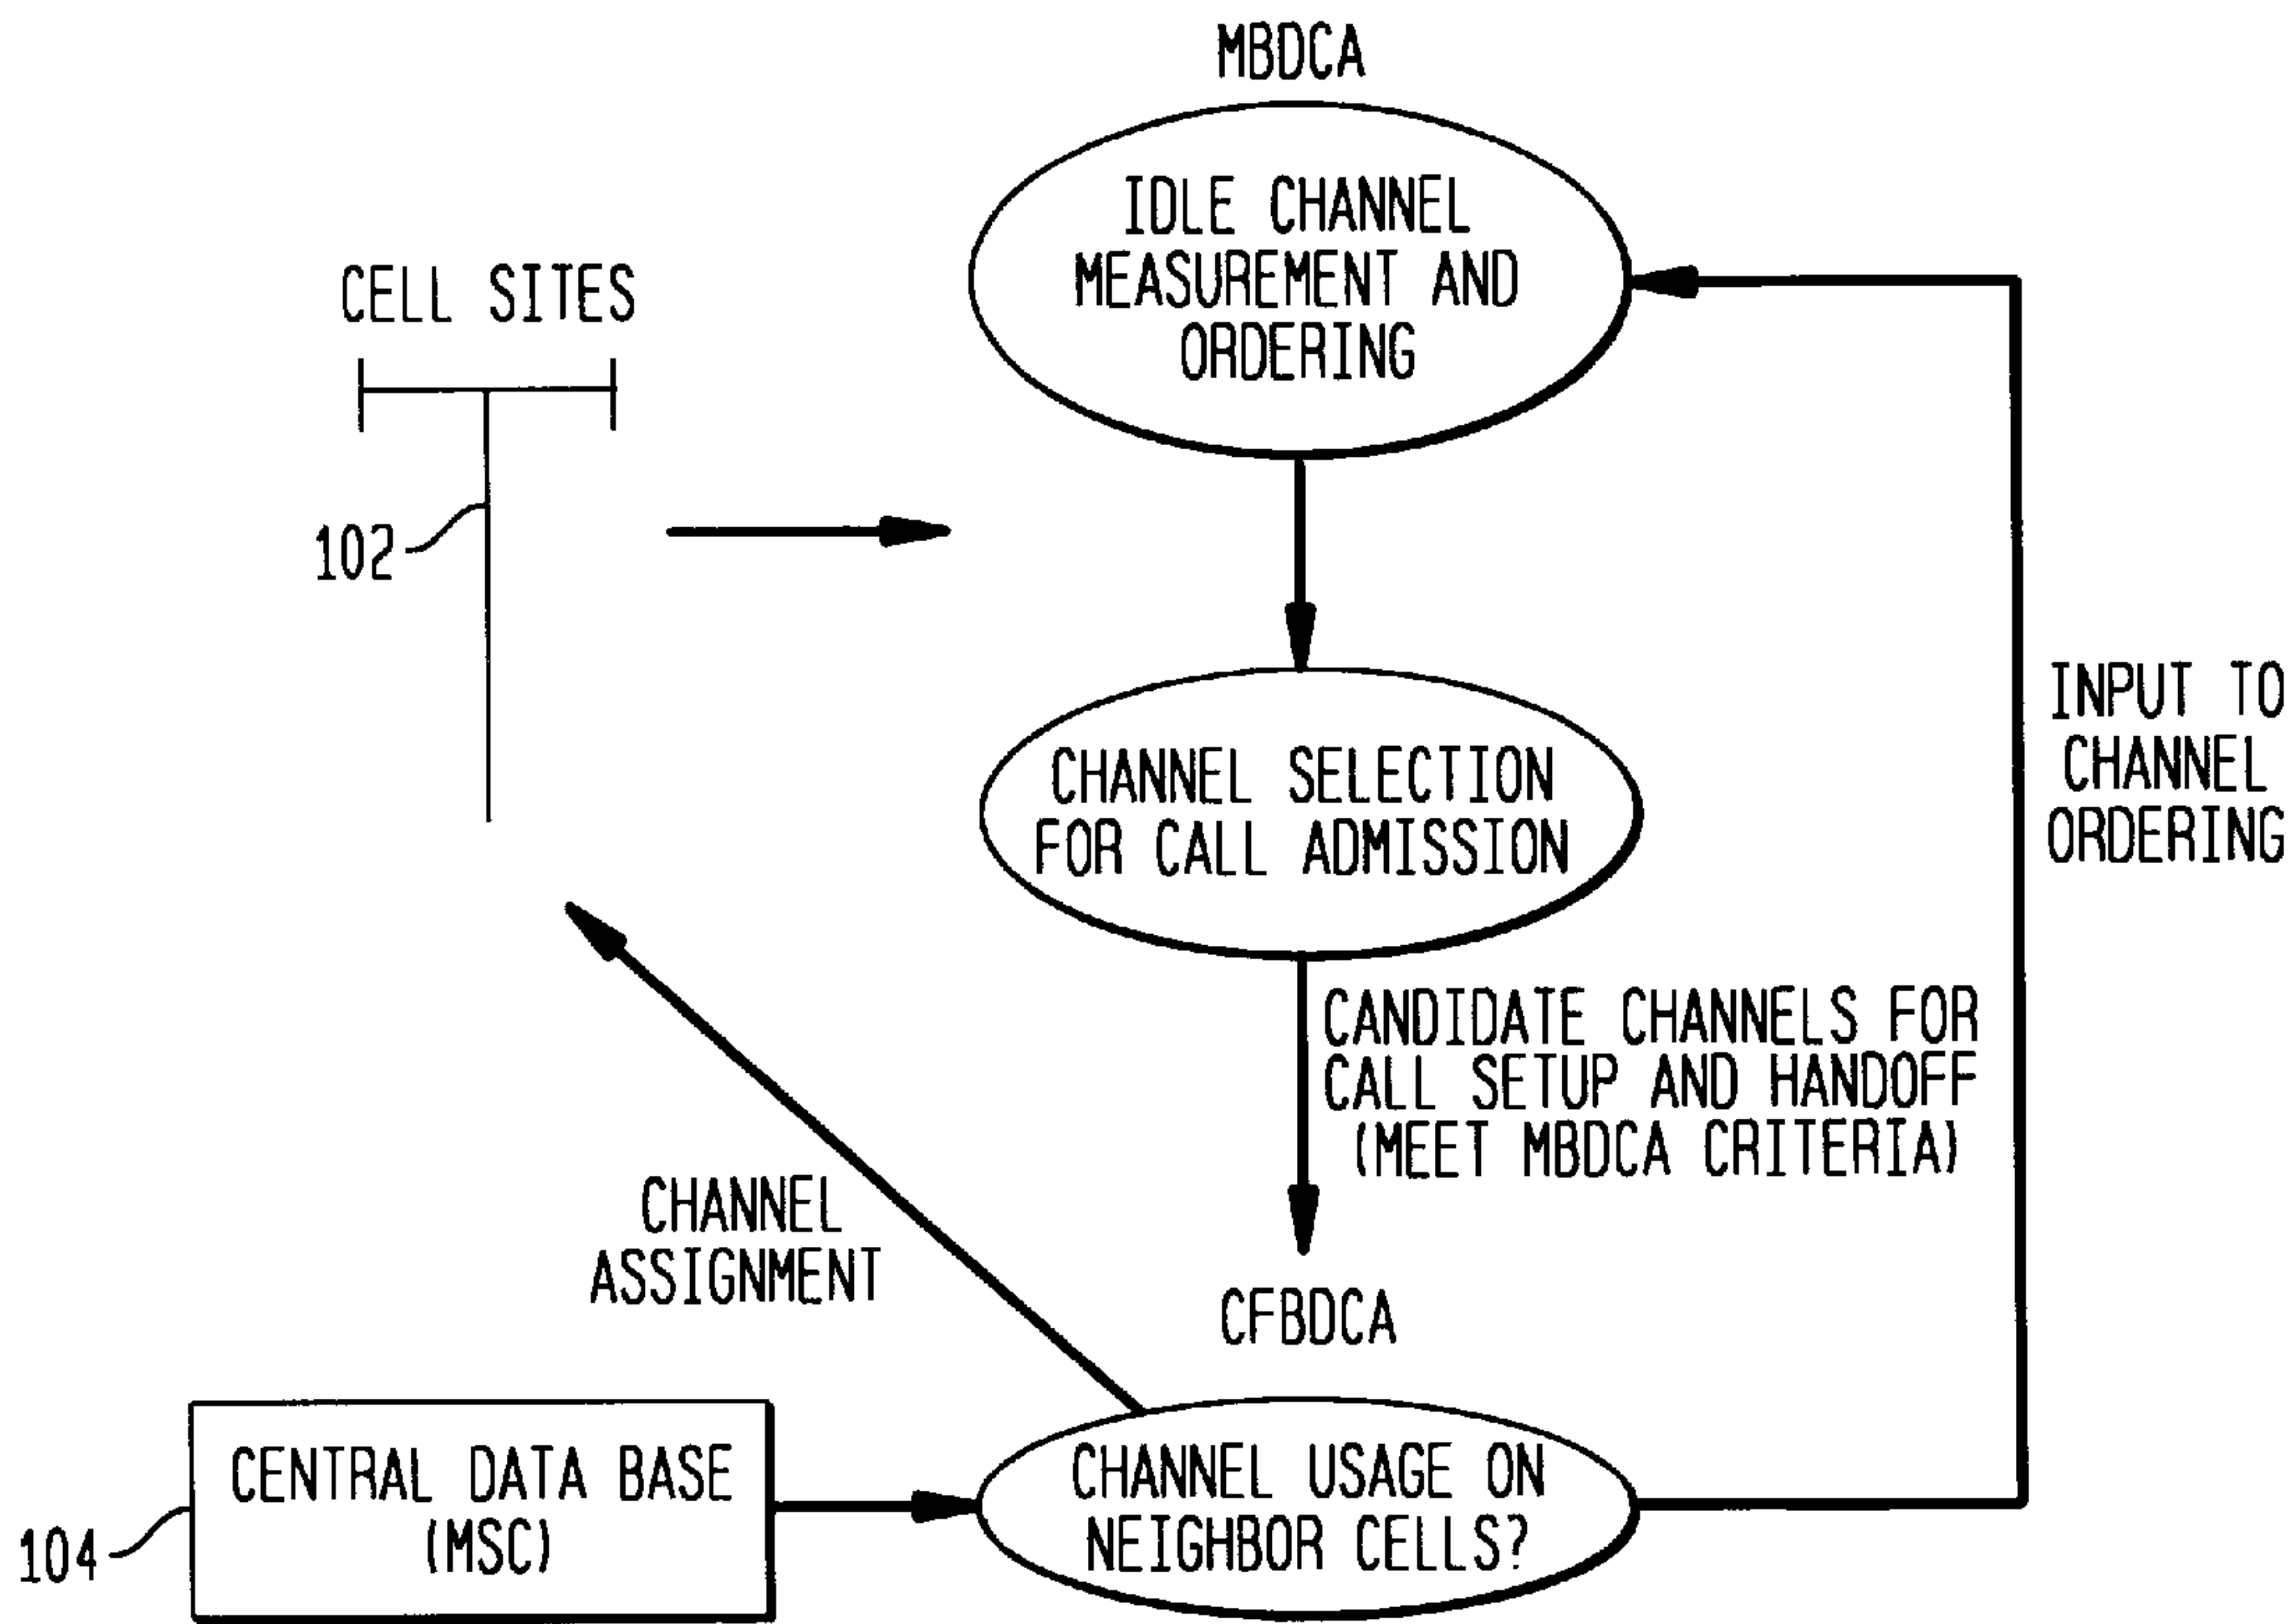 MBDCA
IDLE CHANNEL
MEASUREMENT AND
ORDERING
CELL SITES
102
CHANNEL SELECTION
FOR CALL ADMISSION
INPUT TO
CHANNEL
ORDERING
CANDIDATE CHANNELS FOR
CALL SETUP AND HANDOFF
(MEET MBDCA CRITERIA)
CHANNEL
ASSIGNMENT
CFBDCA
CENTRAL DATA BASE
(MSC)
104
CHANNEL USAGE ON
NEIGHBOR CELLS?